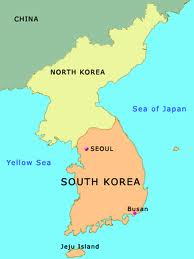 CHINA
NORTH KOREA
Sea of Japan
SEOUL
Yellow Sea
SOUTH KOREA
Busan
Jeju Island